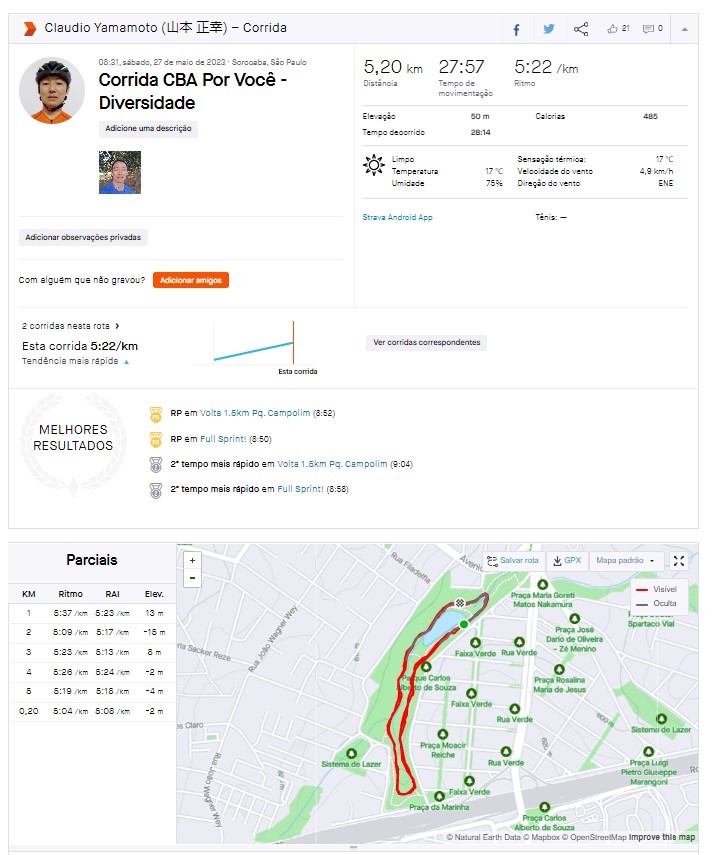 Claudio Yamamoto (山本 正幸) – Corrida
21
0
08:31, sábado, 27 de maio de 2023 · Sorocaba, São Paulo
Corrida CBA Por Você -
Diversidade
Adicione uma descrição
5,20 km
Distância
27:57
Tempo de
movimentação
5:22 /km
Ritmo
Elevação 50 m
Calorias 485
Tempo decorrido 28:14
Limpo
Temperatura 17 °C
Umidade 75%
Sensação térmica: 17 °C
Velocidade do vento 4,9 km/h
Direção do vento ENE
Strava Android App
Tênis: —
Adicionar observações privadas
Com alguém que não gravou? Adicionar amigos
2 corridas nesta rota
Esta corrida 5:22/km
Tendência mais rápida
Esta corrida
Ver corridas correspondentes
MELHORES
RESULTADOS
RP em Volta 1.5km Pq. Campolim (8:52)
RP em Full Sprint! (8:50)
2º tempo mais rápido em Volta 1.5km Pq. Campolim (9:04)
2º tempo mais rápido em Full Sprint! (8:58)
Parciais
KM Ritmo RAI Elev.
1 5:37 /km 5:23 /km 13 m
2 5:09 /km 5:17 /km -15 m
3 5:23 /km 5:13 /km 8 m
4 5:26 /km 5:24 /km -2 m
5 5:19 /km 5:18 /km -4 m
0,20 5:04 /km 5:08 /km -2 m
+
−
Salvar rota
GPX
Mapa padrão
Visível
Oculta
Rua Filadelfia
Rua João Wagner Wey
Praça Maria Goreti
Matos Nakamura
Spartaco Vial
Praça José
Dario de Oliveira
– Zé Menino
Faixa Verde
Rua Verde
Parque Carlos
Alberto de Souza
Praça Rosalina
Maria de Jesus
Faixa Verde
Rua Verde
600 m
Sistema de Lazer
Praça Moacir
Reiche
625 m
Sistema de Lazer
Rua Verde
Praça Luigi
Pietro Giuseppe
Marangoni
Rua João
Wagner Wey
Faixa Verde
Praça da Marinha
Praça Carlos
Alberto de Souza
© Natural Earth Data © Mapbox © OpenStreetMap Improve this map